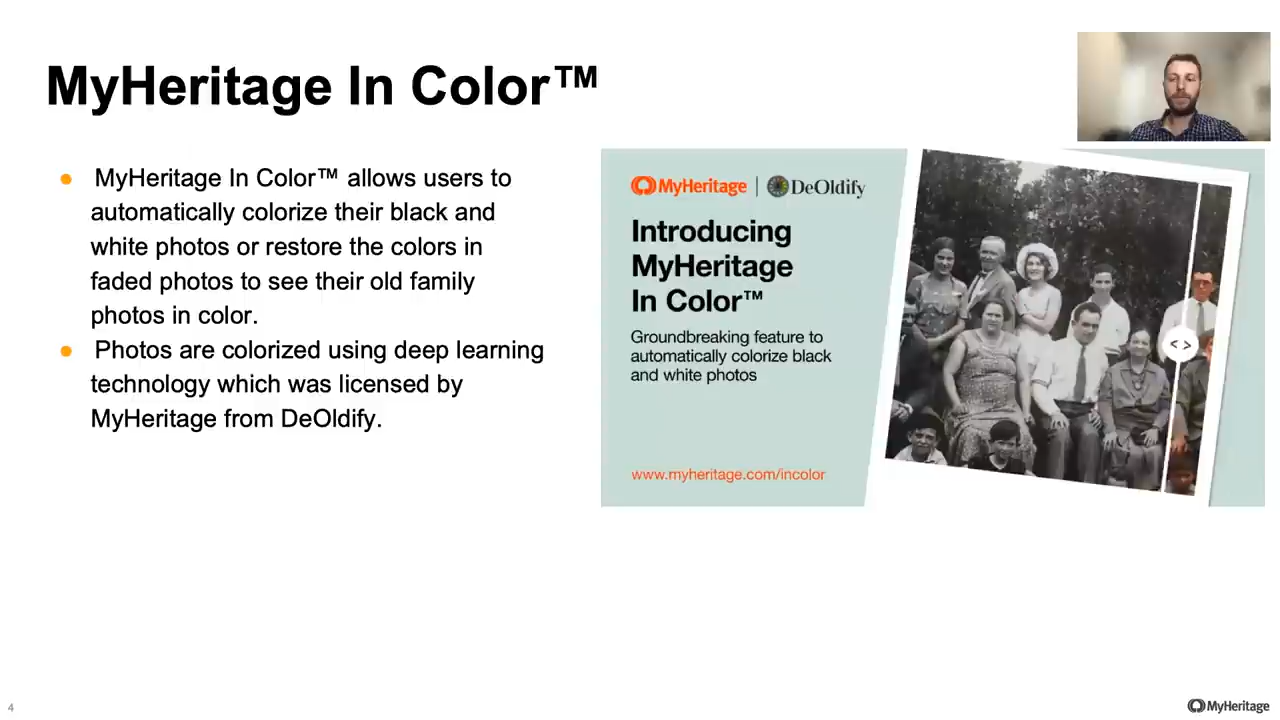 MyHeritage In Color™
● MyHeritage In Color™ allows users to
automatically colorize their black and
white photos or restore the colors in
faded photos to see their old family
photos in color.
● Photos are colorized using deep learning
technology which was licensed by
MyHeritage from DeOldify.
MyHeritage | DeOldify
Introducing
MyHeritage
In Color™
Groundbreaking feature to
automatically colorize black
and white photos
www.myheritage.com/incolor
< >
4
MyHeritage